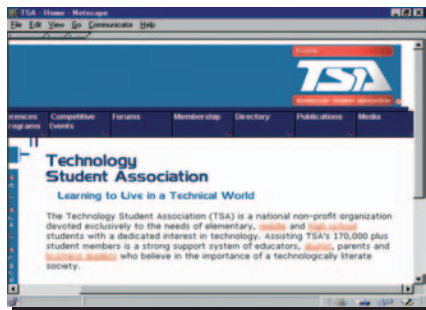 TSA - Home - Netscape
File Edit View Go Communicator Help
TSA
erences Competitive Forums Membership Directory Publications Media
rograms Events
Technology
Student Association
Learning to Live in a Technical World
The Technology Student Association (TSA) is a national non-profit organization
devoted exclusively to the needs of elementary, middle and high school
students with a dedicated interest in technology. Assisting TSA's 170,000 plus
student members is a strong support system of educators, alumni, parents and
business leaders who believe in the importance of a technologically literate
society.